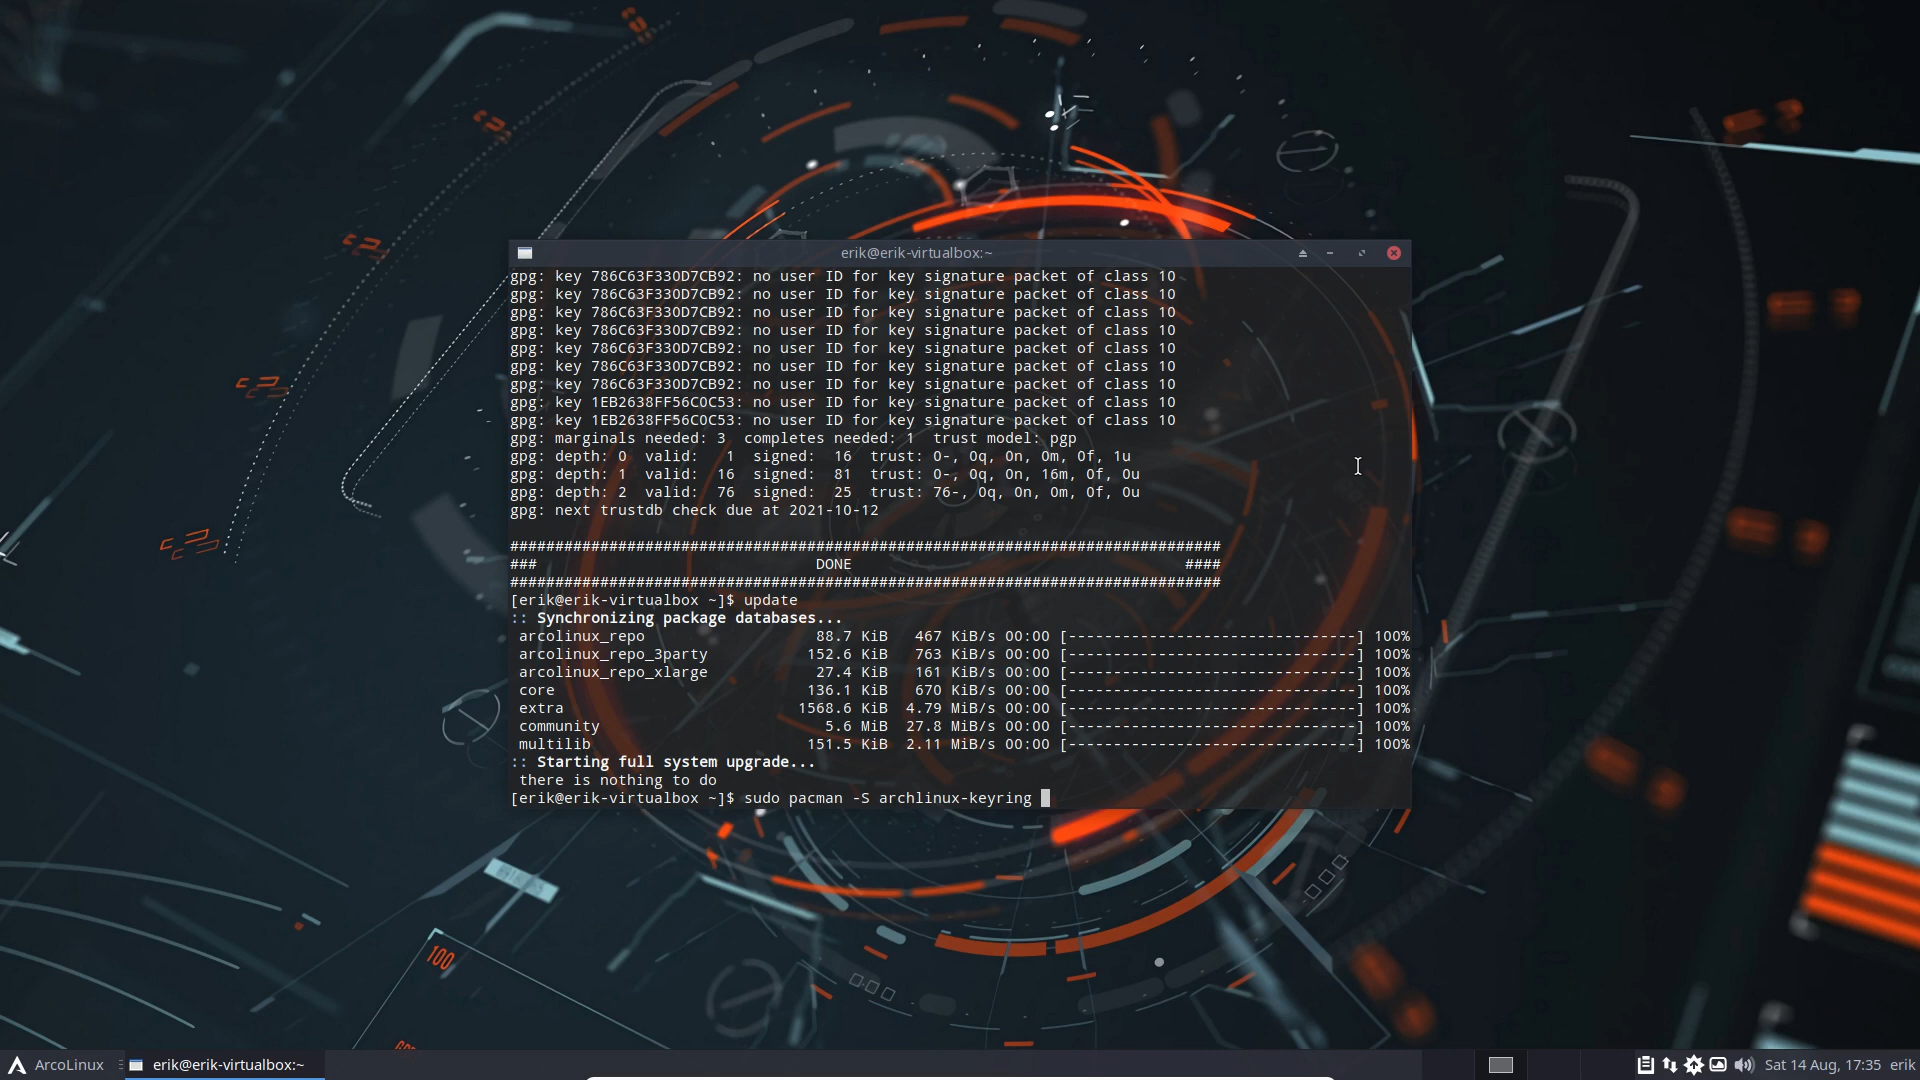 erik@erik-virtualbox:~
gpg: key 786C63F330D7CB92: no user ID for key signature packet of class 10
gpg: key 786C63F330D7CB92: no user ID for key signature packet of class 10
gpg: key 786C63F330D7CB92: no user ID for key signature packet of class 10
gpg: key 786C63F330D7CB92: no user ID for key signature packet of class 10
gpg: key 786C63F330D7CB92: no user ID for key signature packet of class 10
gpg: key 786C63F330D7CB92: no user ID for key signature packet of class 10
gpg: key 786C63F330D7CB92: no user ID for key signature packet of class 10
gpg: key 1EB2638FF56C0C53: no user ID for key signature packet of class 10
gpg: key 1EB2638FF56C0C53: no user ID for key signature packet of class 10
gpg: marginals needed: 3  completes needed: 1  trust model: pgp
gpg: depth: 0  valid:   1  signed:  16  trust: 0-, 0q, 0n, 0m, 0f, 1u
gpg: depth: 1  valid:  16  signed:  81  trust: 0-, 0q, 0n, 16m, 0f, 0u
gpg: depth: 2  valid:  76  signed:  25  trust: 76-, 0q, 0n, 0m, 0f, 0u
gpg: next trustdb check due at 2021-10-12
###############################################################################
###                               DONE                                     ####
###############################################################################
[erik@erik-virtualbox ~]$ update
:: Synchronizing package databases...
arcolinux_repo 88.7 KiB 467 KiB/s 00:00 [--------------------------------] 100%
arcolinux_repo_3party 152.6 KiB 763 KiB/s 00:00 [--------------------------------] 100%
arcolinux_repo_xlarge 27.4 KiB 161 KiB/s 00:00 [--------------------------------] 100%
core 136.1 KiB 670 KiB/s 00:00 [--------------------------------] 100%
extra 1568.6 KiB 4.79 MiB/s 00:00 [--------------------------------] 100%
community 5.6 MiB 27.8 MiB/s 00:00 [--------------------------------] 100%
multilib 151.5 KiB 2.11 MiB/s 00:00 [--------------------------------] 100%
:: Starting full system upgrade...
there is nothing to do
[erik@erik-virtualbox ~]$ sudo pacman -S archlinux-keyring
100
ArcoLinux
erik@erik-virtualbox:~
Sat 14 Aug, 17:35 erik